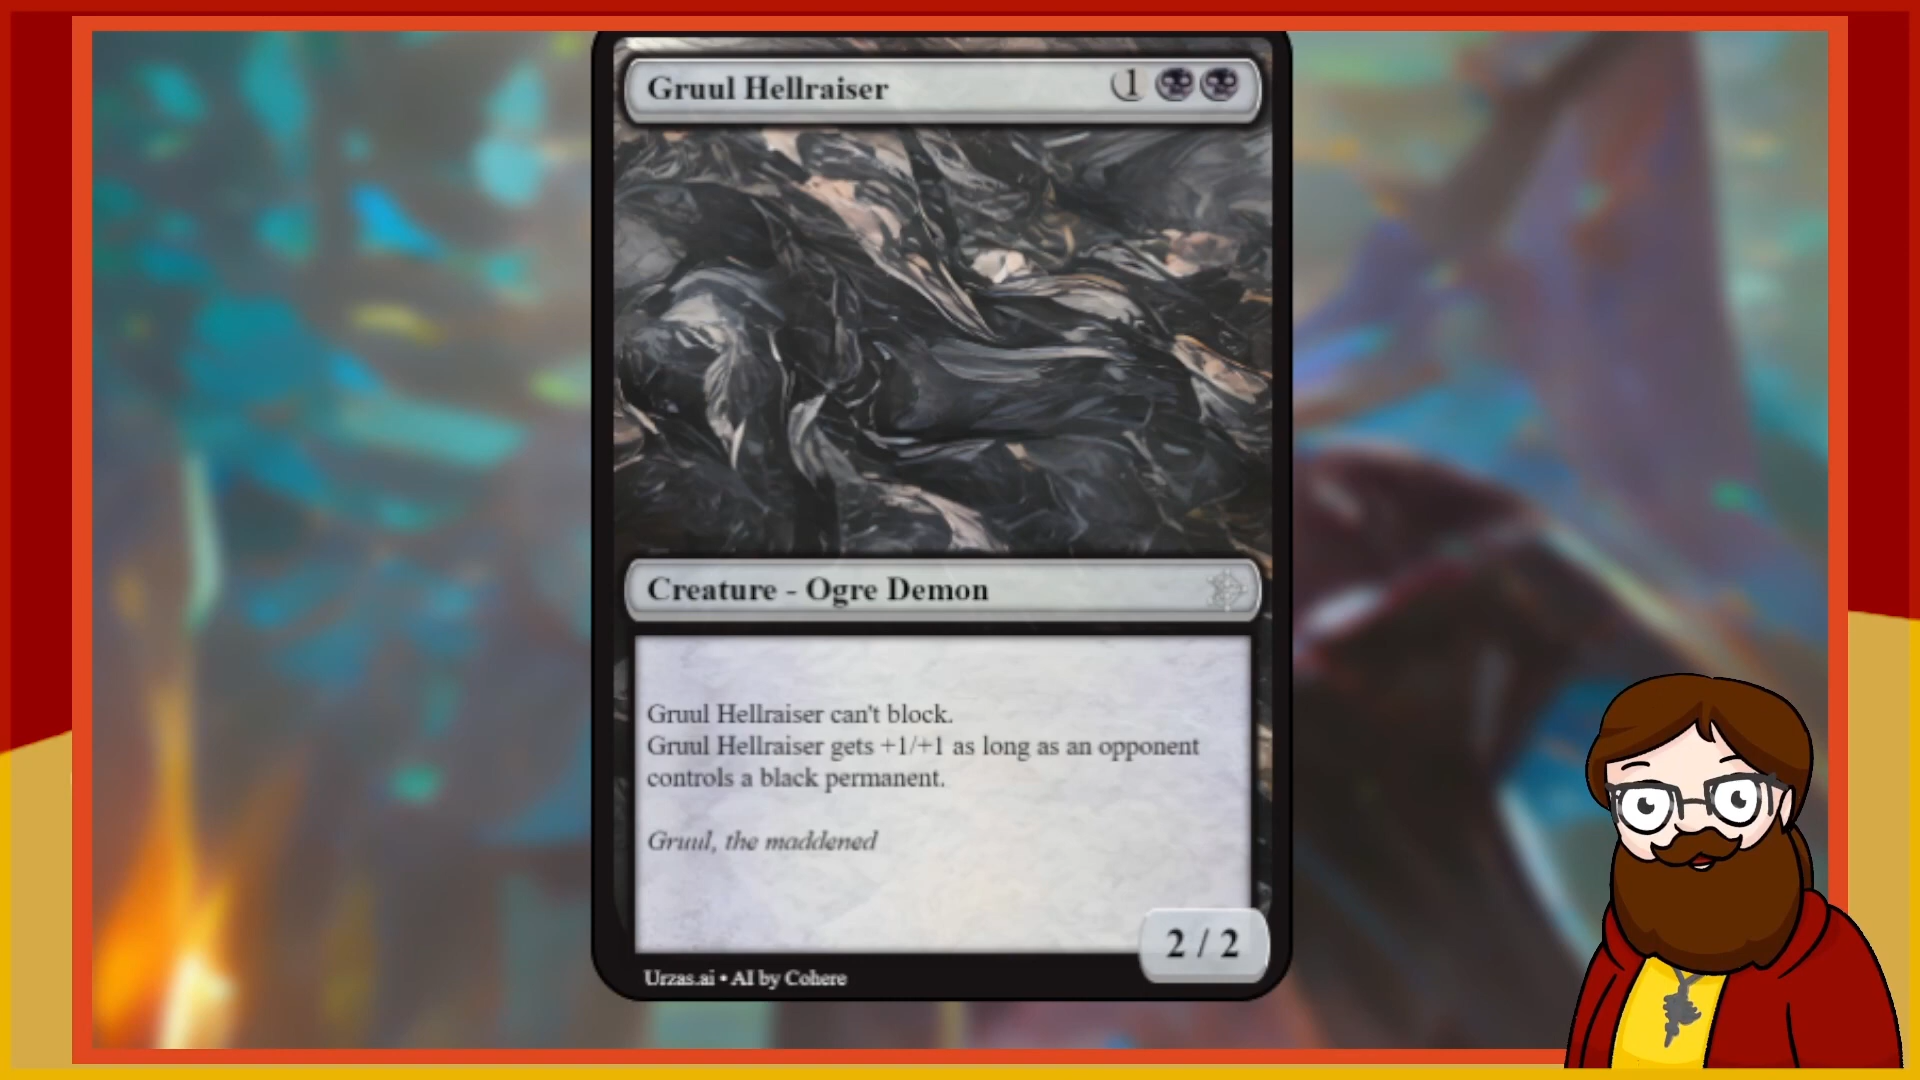 Gruul Hellraiser 1
Creature - Ogre Demon
Gruul Hellraiser can't block.
Gruul Hellraiser gets +1/+1 as long as an opponent
controls a black permanent.
Gruul, the maddened
2 / 2
Urzas.ai • AI by Cohere